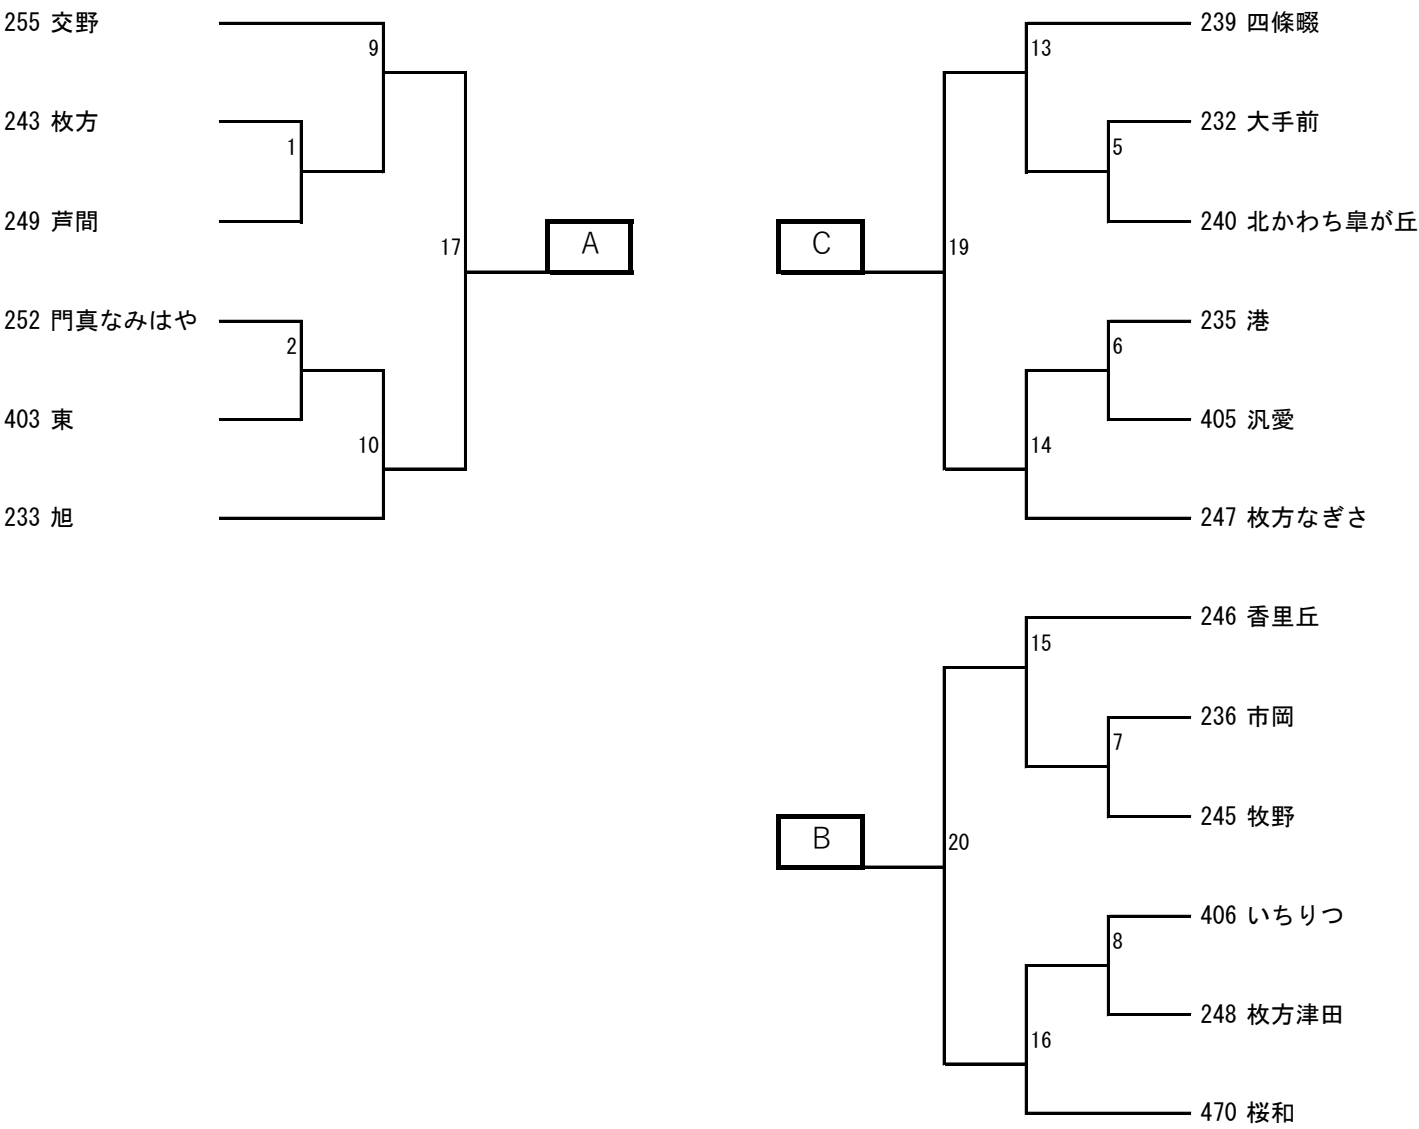 255 交野
9
243 枚方
1
249 芦間
17
A
252 門真なみはや
2
403 東
10
233 旭
239 四條畷
13
232 大手前
5
240 北かわち皐が丘
C
19
235 港
6
405 汎愛
14
247 枚方なぎさ
246 香里丘
15
236 市岡
7
245 牧野
B
20
406 いちりつ
8
248 枚方津田
16
470 桜和